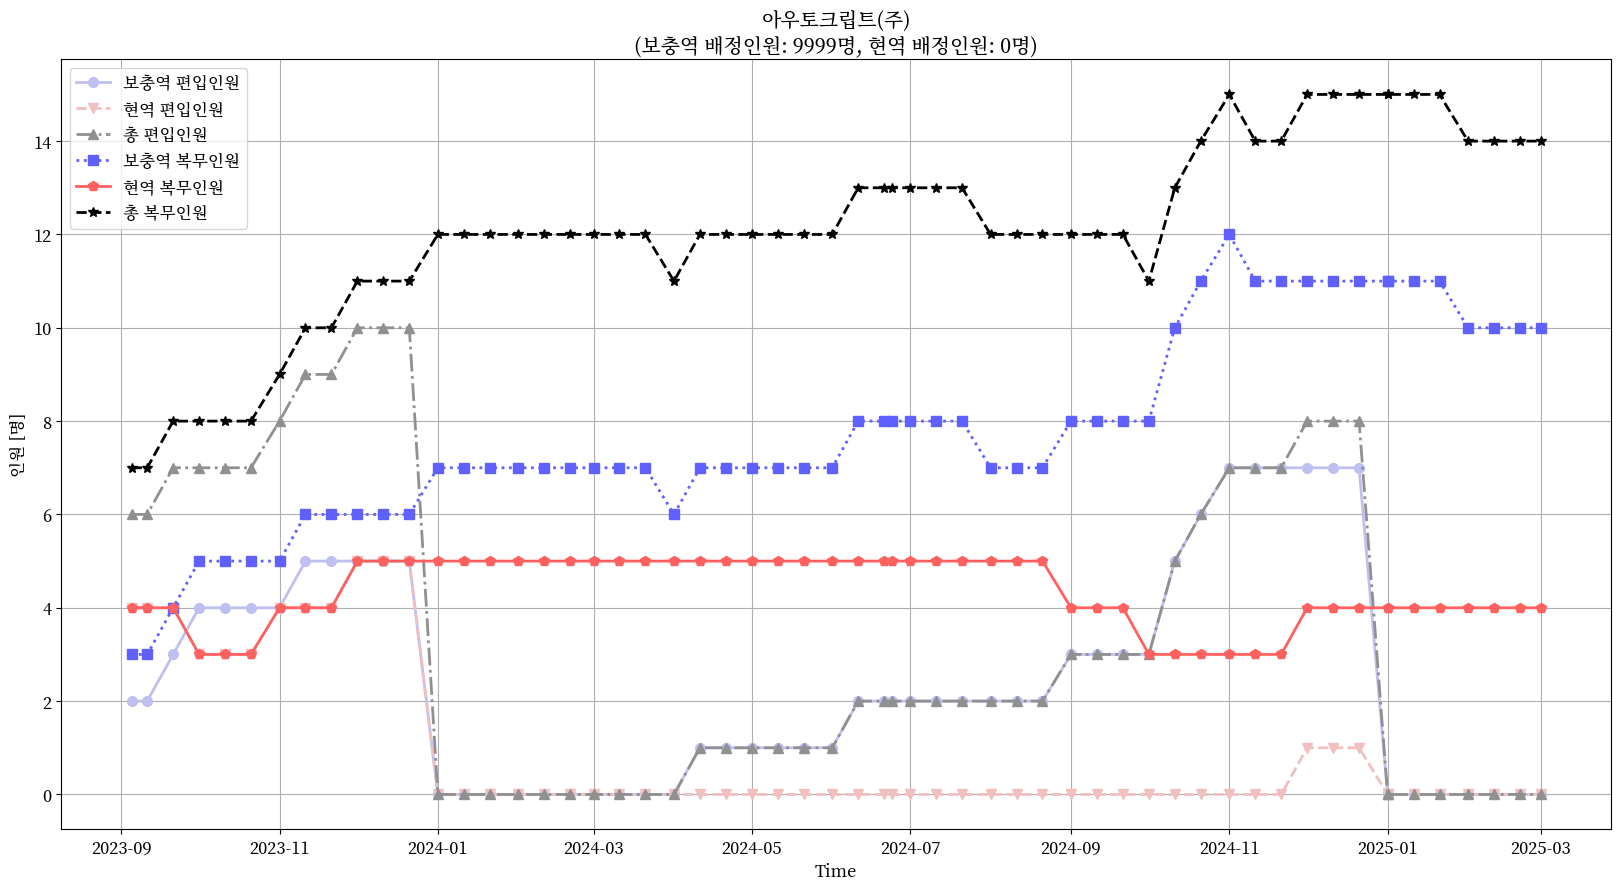 아우토크립트(주)
(보충역 배정인원: 9999명, 현역 배정인원: 0명)
보충역 편입인원
현역 편입인원
총 편입인원
보충역 복무인원
현역 복무인원
총 복무인원
인원 [명]
14
12
10
8
6
4
2
0
2023-09
2023-11
2024-01
2024-03
2024-05
2024-07
2024-09
2024-11
2025-01
2025-03
Time